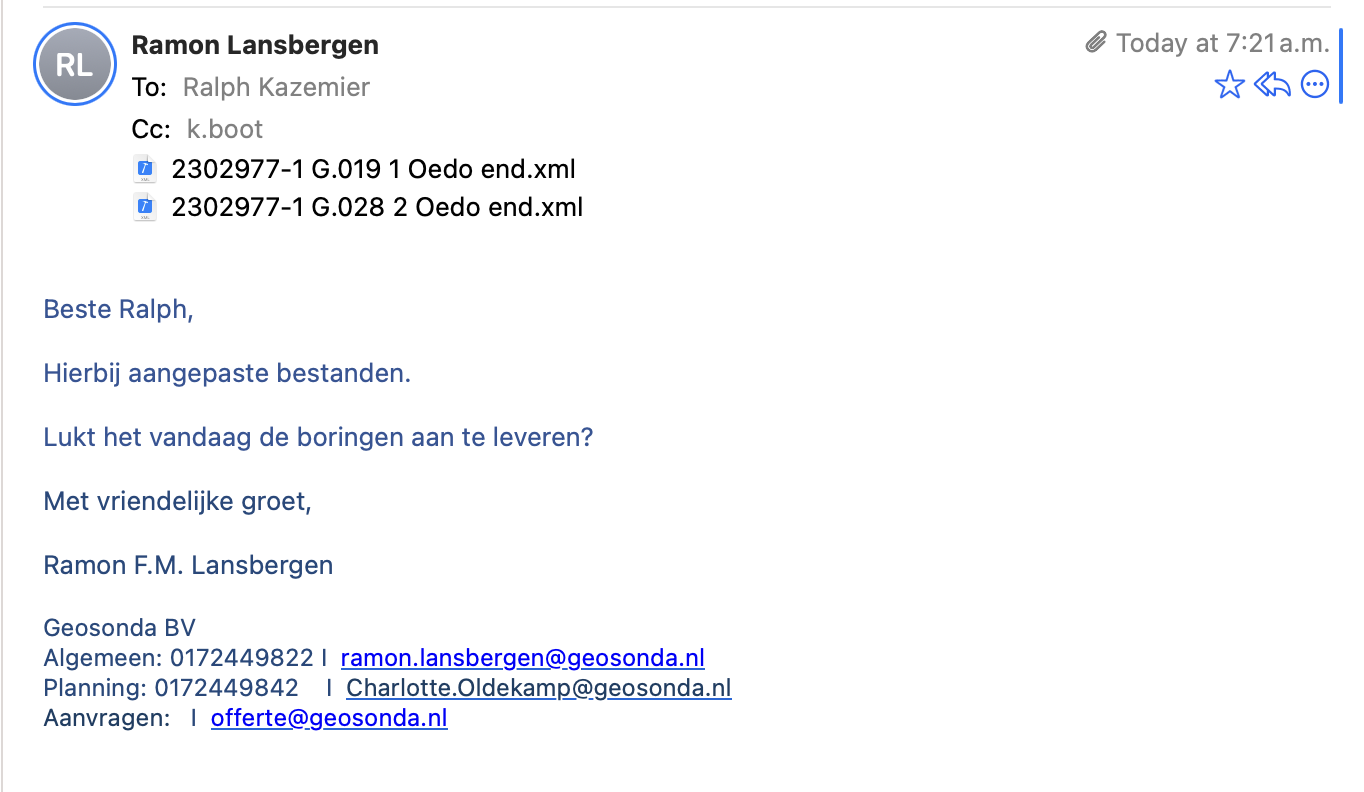 RL
Ramon Lansbergen
Today at 7:21 a.m.
To: Ralph Kazemier
Cc: k.boot
2302977-1 G.019 1 Oedo end.xml
2302977-1 G.028 2 Oedo end.xml
Beste Ralph,
Hierbij aangepaste bestanden.
Lukt het vandaag de boringen aan te leveren?
Met vriendelijke groet,
Ramon F.M. Lansbergen
Geosonda BV
Algemeen: 0172449822 I ramon.lansbergen@geosonda.nl
Planning: 0172449842 I Charlotte.Oldekamp@geosonda.nl
Aanvragen: I offerte@geosonda.nl